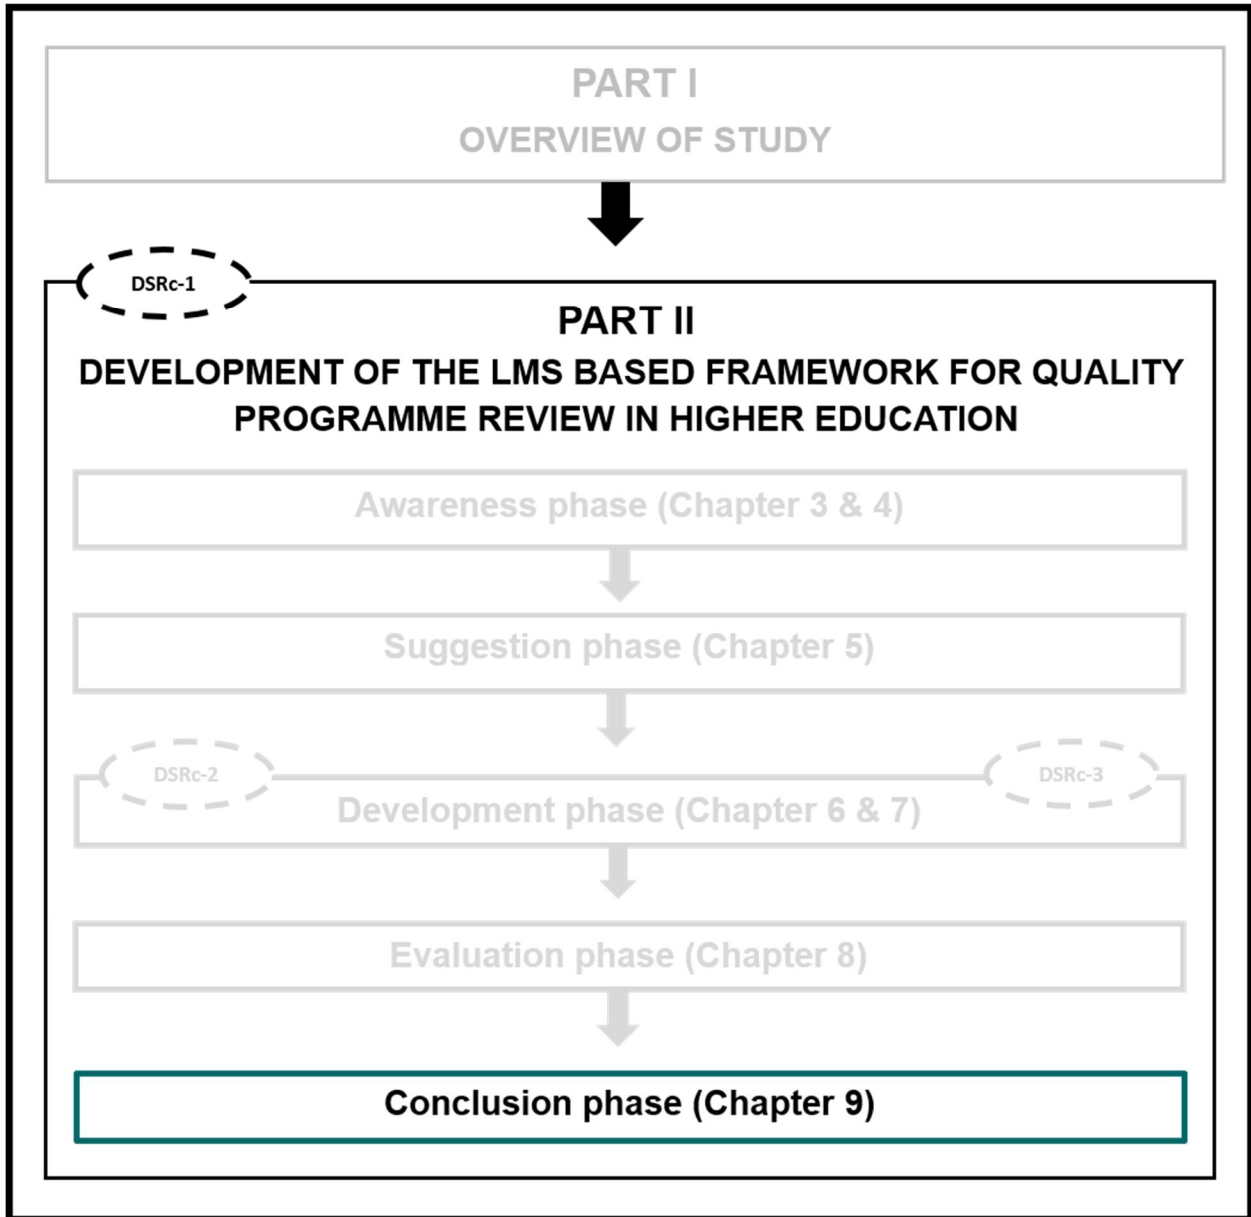 PART I
OVERVIEW OF STUDY
DSRc-1
PART II
DEVELOPMENT OF THE LMS BASED FRAMEWORK FOR QUALITY
PROGRAMME REVIEW IN HIGHER EDUCATION
Awareness phase (Chapter 3 & 4)
Suggestion phase (Chapter 5)
DSRc-2
DSRc-3
Development phase (Chapter 6 & 7)
Evaluation phase (Chapter 8)
Conclusion phase (Chapter 9)